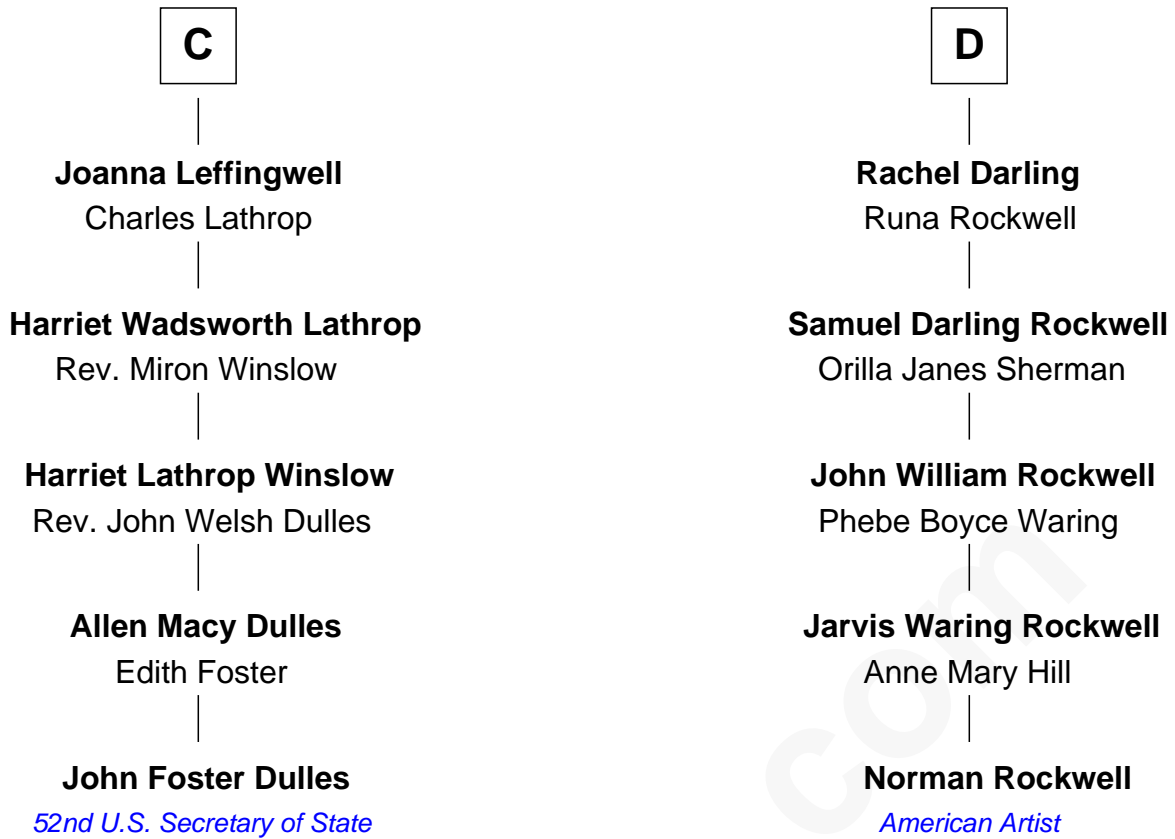 C
Joanna Leffingwell
Charles Lathrop
Harriet Wadsworth Lathrop
Rev. Miron Winslow
Harriet Lathrop Winslow
Rev. John Welsh Dulles
Allen Macy Dulles
Edith Foster
John Foster Dulles
52nd U.S. Secretary of State
D
Rachel Darling
Runa Rockwell
Samuel Darling Rockwell
Orilla Janes Sherman
John William Rockwell
Phebe Boyce Waring
Jarvis Waring Rockwell
Anne Mary Hill
Norman Rockwell
American Artist
com